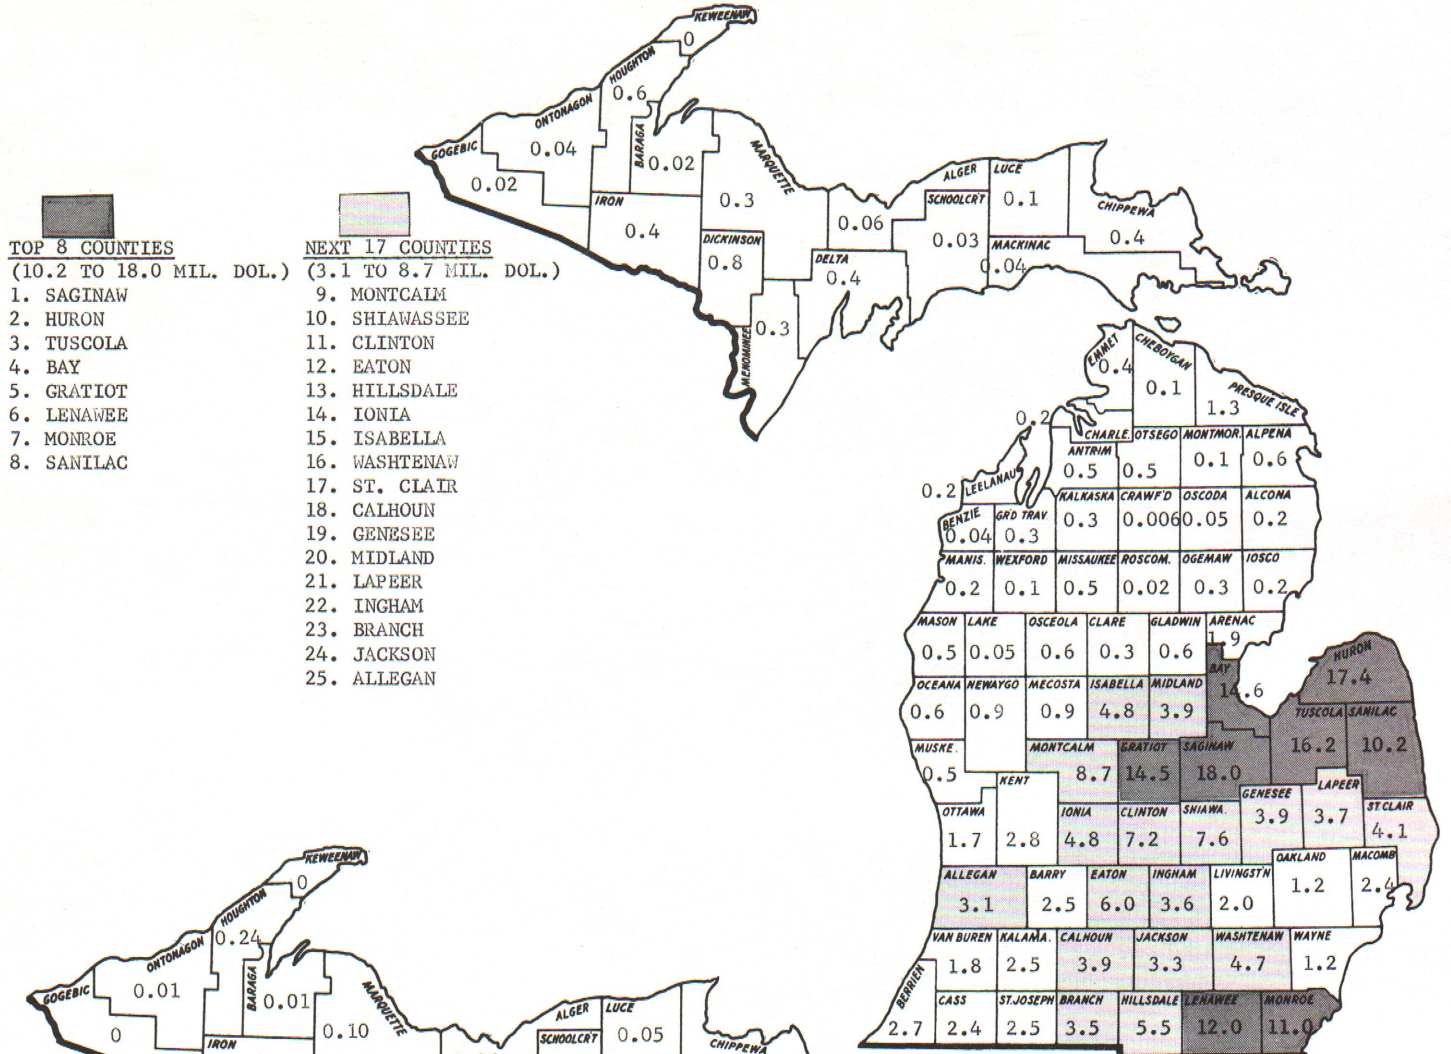 TOP 8 COUNTIES
(10.2 TO 18.0 MIL. DOL.)
1. SAGINAW
2. HURON
3. TUSCOLA
4. BAY
5. GRATIOT
6. LENAWEE
7. MONROE
8. SANILAC
NEXT 17 COUNTIES
(3.1 TO 8.7 MIL. DOL.)
9. MONTCALM
10. SHIAWASSEE
11. CLINTON
12. EATON
13. HILLSDALE
14. IONIA
15. ISABELLA
16. WASHTENAW
17. ST. CLAIR
18. CALHOUN
19. GENESEE
20. MIDLAND
21. LAPEER
22. INGHAM
23. BRANCH
24. JACKSON
25. ALLEGAN
KEWEENAW
0
HOUGHTON
0.6
ONTONAGON
0.04
GOGEBIC
0.02
BARAGA
0.02
MARQUETTE
0.3
IRON
0.4
DICKINSON
0.8
MENOMINEE
0.3
DELTA
0.4
ALGER
0.06
SCHOOLCR'T
0.03
LUCE
0.1
MACKINAC
0.04
CHIPPEWA
0.4
EMMET
0.4
CHEBOYGAN
0.1
PRESQUE ISLE
1.3
0.2
CHARLE. OTSEGO MONTMOR. ALPENA
ANTRIM
0.5 0.5 0.1 0.6
0.2 LEELANAU
KALKASKA CRAWF'D OSCODA ALCONA
BENZIE GR'D TRAV.
0.04 0.3 0.3 0.006 0.05 0.2
MANIS. WEXFORD MISSAUKEE ROSCOM. OGEMAW IOSCO
0.2 0.1 0.5 0.02 0.3 0.2
MASON LAKE OSCEOLA CLARE GLADWIN ARENAC
0.5 0.05 0.6 0.3 0.6 1.9
HURON
17.4
BAY
14.6
OCEANA NEWAYGO MECOSTA ISABELLA MIDLAND
0.6 0.9 0.9 4.8 3.9
TUSCOLA SANILAC
16.2 10.2
MUSKE. MONTCALM GRATIOT SAGINAW
0.5 8.7 14.5 18.0
KENT
2.8
GENESEE LAPEER
3.9 3.7
ST. CLAIR
4.1
OTTAWA IONIA CLINTON SHIAWA.
1.7 4.8 7.2 7.6
OAKLAND MACOMB
1.2 2.4
ALLEGAN BARRY EATON INGHAM LIVINGST'N
3.1 2.5 6.0 3.6 2.0
VAN BUREN KALAMA. CALHOUN JACKSON WASHTENAW WAYNE
1.8 2.5 3.9 3.3 4.7 1.2
BERRIEN CASS ST. JOSEPH BRANCH HILLSDALE LENAWEE MONROE
2.7 2.4 2.5 3.5 5.5 12.0 11.0
KEWEENAW
0
HOUGHTON
0.24
ONTONAGON
0.01
GOGEBIC
0
BARAGA
0.01
MARQUETTE
0.10
IRON
ALGER
SCHOOLCR'T
LUCE
0.05
CHIPPEWA